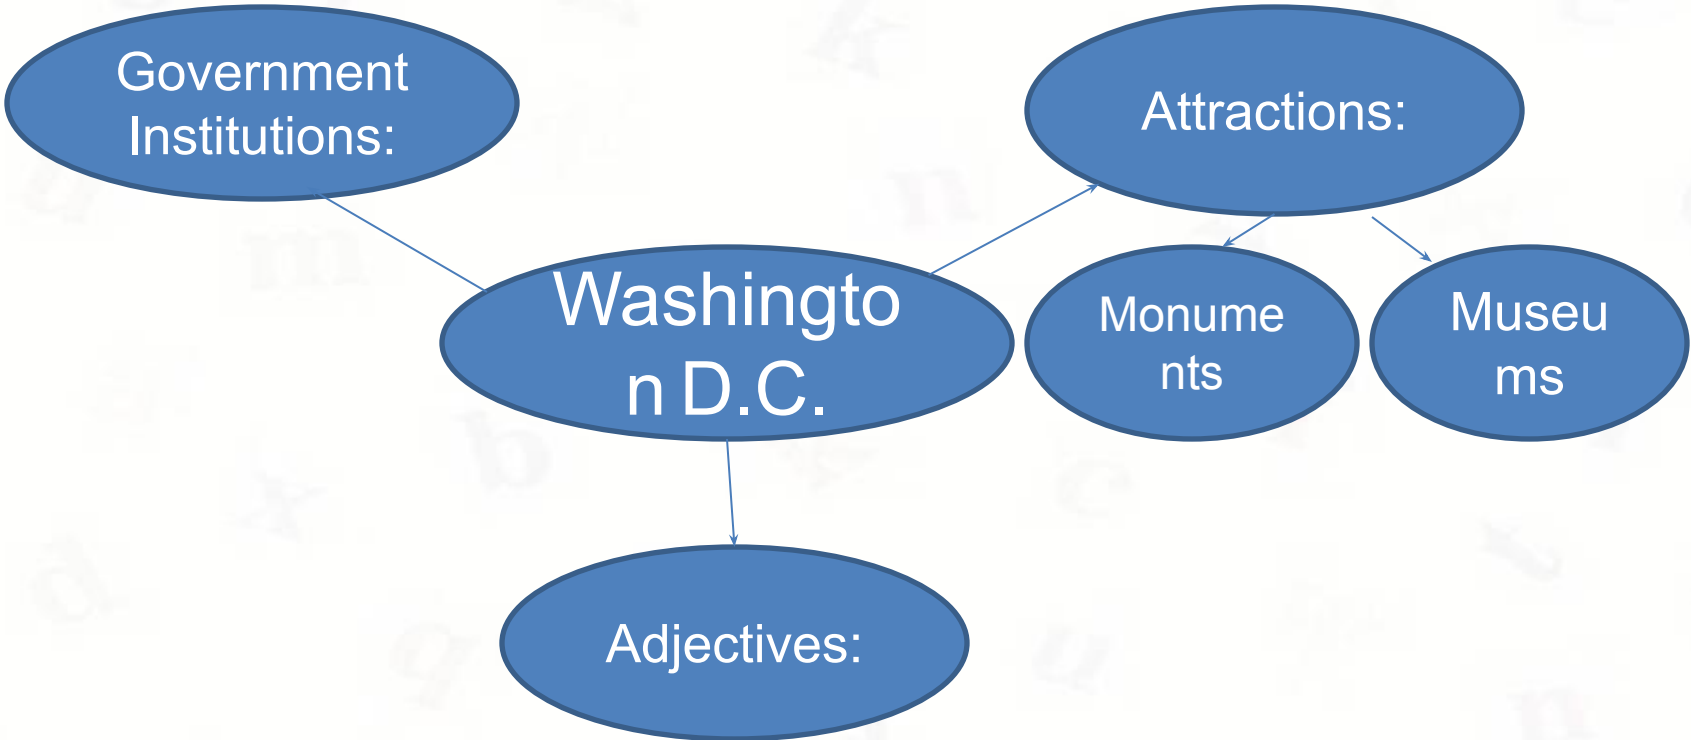 Government
Institutions:
Attractions:
Washingto
n D.C.
Monume
nts
Museu
ms
Adjectives: